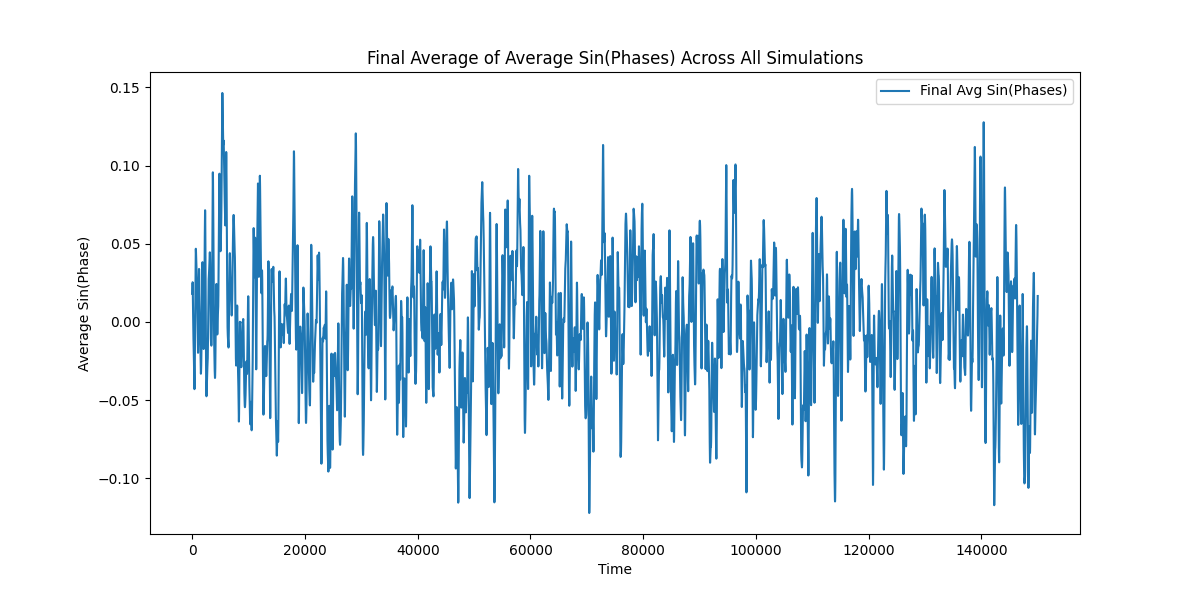 Final Average of Average Sin(Phases) Across All Simulations
Final Avg Sin(Phases)
Average Sin(Phase)
0.15
0.10
0.05
0.00
−0.05
−0.10
0 20000 40000 60000 80000 100000 120000 140000
Time